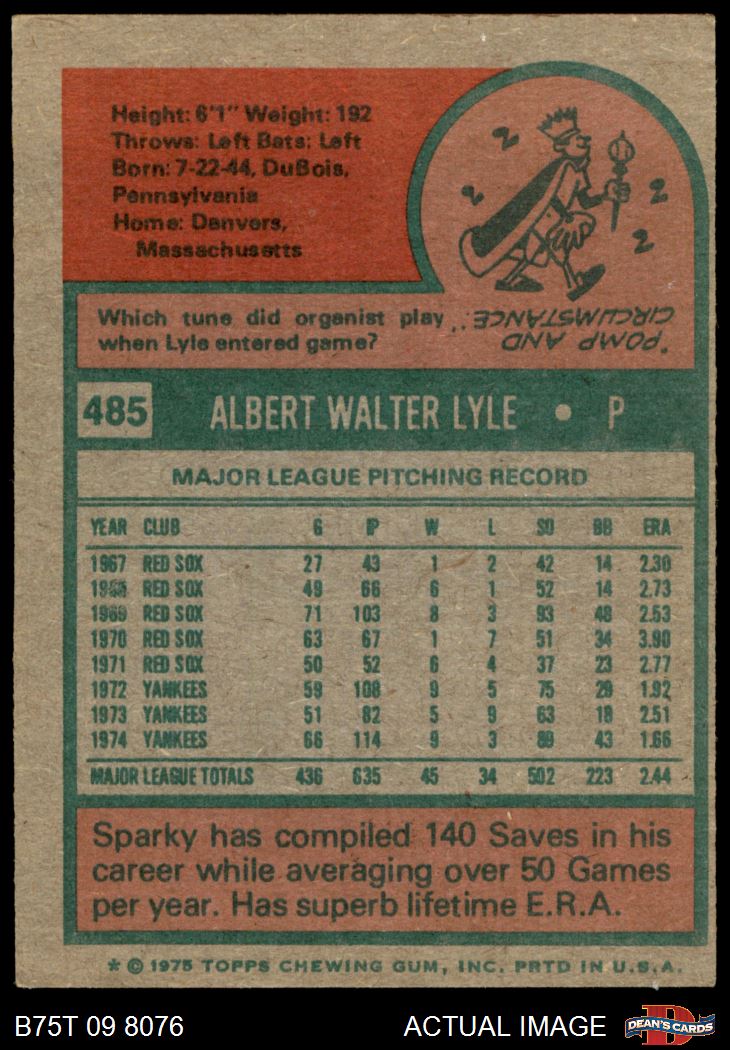 Height: 6'1" Weight: 192
Throws: Left Bats: Left
Born: 7-22-44, DuBois,
Pennsylvania
Home: Danvers,
Massachusetts
2 2 2 2 2
Which tune did organist play
when Lyle entered game?
"POMP AND
CIRCUMSTANCE."
485 ALBERT WALTER LYLE • P
MAJOR LEAGUE PITCHING RECORD
YEAR CLUB G IP W L SO BB ERA
1967 RED SOX 27 43 1 2 42 14 2.30
1968 RED SOX 49 66 6 1 52 14 2.73
1969 RED SOX 71 103 8 3 93 48 2.53
1970 RED SOX 63 67 1 7 51 34 3.90
1971 RED SOX 50 52 6 4 37 23 2.77
1972 YANKEES 59 108 9 5 75 29 1.92
1973 YANKEES 51 82 5 9 63 18 2.51
1974 YANKEES 66 114 9 3 89 43 1.66
MAJOR LEAGUE TOTALS 436 635 45 34 502 223 2.44
Sparky has compiled 140 Saves in his
career while averaging over 50 Games
per year. Has superb lifetime E.R.A.
* © 1975 TOPPS CHEWING GUM, INC. PRTD IN U.S.A.
B75T 09 8076 ACTUAL IMAGE D DEAN'S CARDS